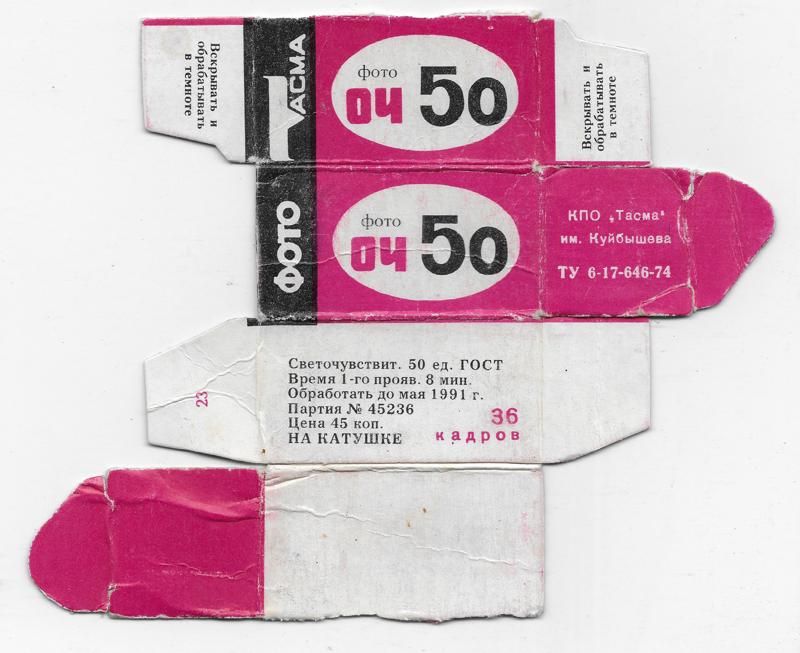 Вскрывать и
обрабатывать
в темноте
ТАСМА
фото
ОЧ 50
Вскрывать и
обрабатывать
в темноте
ФОТО
фото
ОЧ 50
КПО „Тасма“
им. Куйбышева
ТУ 6-17-646-74
23
Светочувствит. 50 ед. ГОСТ
Время 1-го прояв. 8 мин.
Обработать до мая 1991 г.
Партия № 45236
Цена 45 коп.
НА КАТУШКЕ
36
кадров